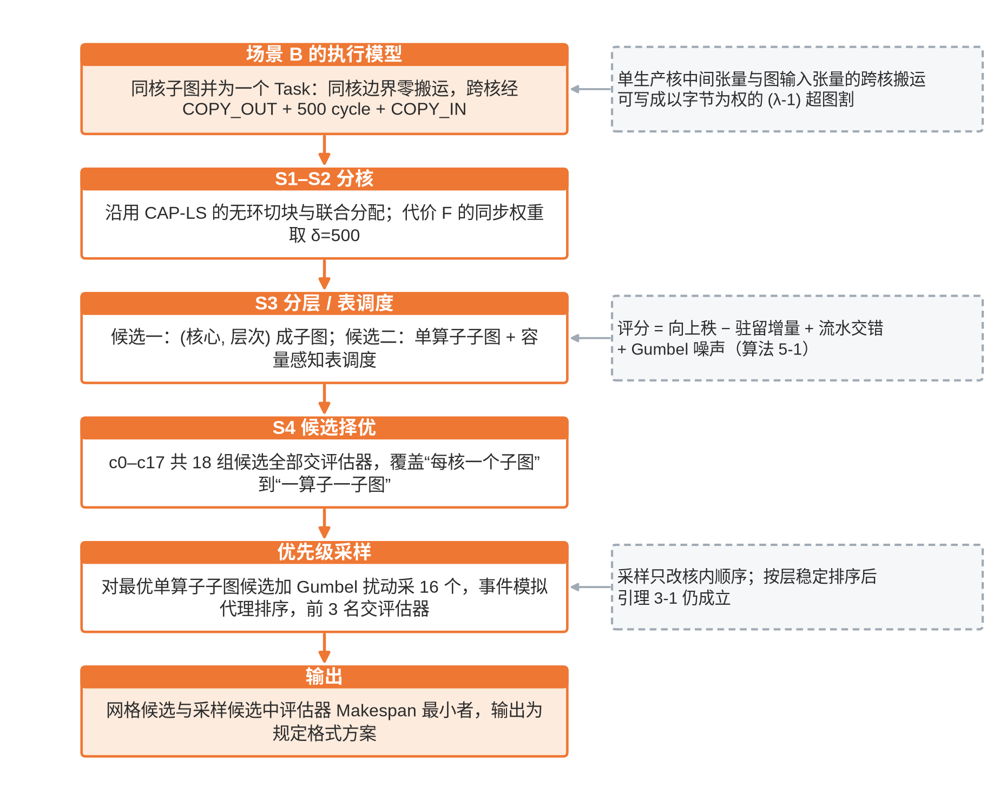 场景 B 的执行模型
同核子图并为一个 Task：同核边界零搬运，跨核经
COPY_OUT + 500 cycle + COPY_IN
单生产核中间张量与图输入张量的跨核搬运
可写成以字节为权的 (λ-1) 超图割
S1–S2 分核
沿用 CAP-LS 的无环切块与联合分配；代价 F 的同步权重
取 δ=500
S3 分层 / 表调度
候选一：(核心, 层次) 成子图；候选二：单算子子图 + 容
量感知表调度
评分 = 向上秩 − 驻留增量 + 流水交错
+ Gumbel 噪声（算法 5-1）
S4 候选择优
c0–c17 共 18 组候选全部交评估器，覆盖“每核一个子图”
到“一算子一子图”
优先级采样
对最优单算子子图候选加 Gumbel 扰动采 16 个，事件模拟
代理排序，前 3 名交评估器
采样只改核内顺序；按层稳定排序后
引理 3-1 仍成立
输出
网格候选与采样候选中评估器 Makespan 最小者，输出为
规定格式方案